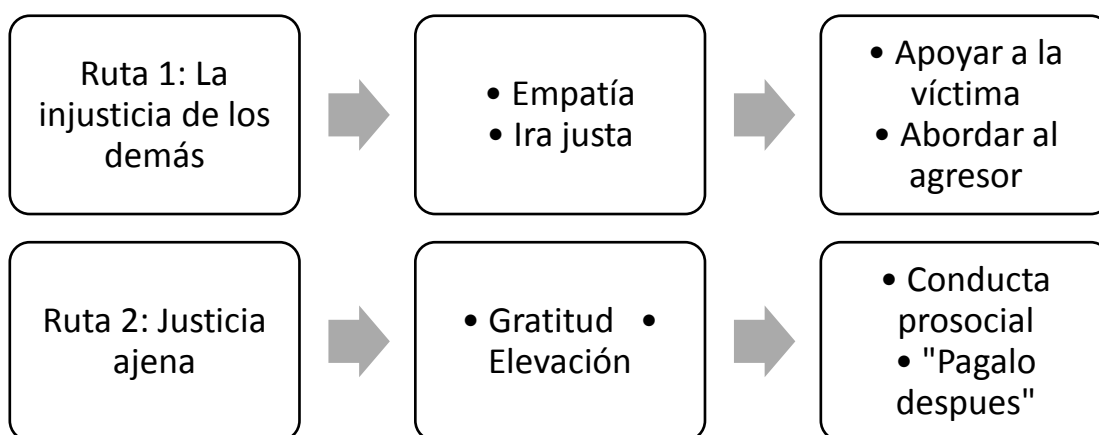 Ruta 1: La
injusticia de los
demás
• Empatía
• Ira justa
• Apoyar a la
víctima
• Abordar al
agresor
Ruta 2: Justicia
ajena
• Gratitud •
Elevación
• Conducta
prosocial
• "Pagalo
despues"